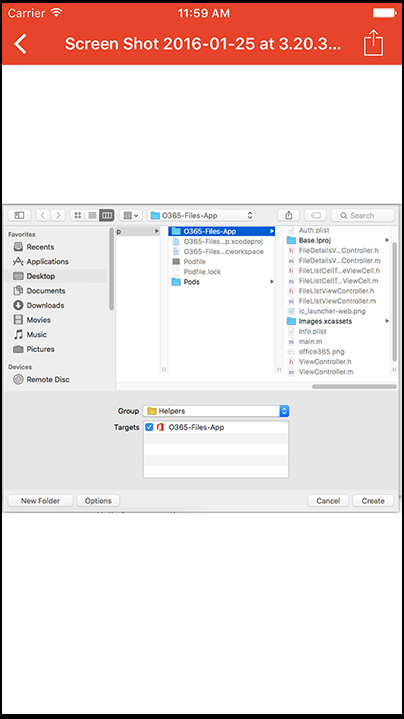 Carrier 11:59 AM
Screen Shot 2016-01-25 at 3.20.3...
O365-Files-App
Search
Favorites
Recents
Applications
Desktop
Documents
Downloads
Movies
Music
Pictures
Devices
Remote Disc
p
O365-Files-App
O365-Files...p.xcodeproj
O365-Files...cworkspace
Podfile
Podfile.lock
Pods
Auth.plist
Base.lproj
FileDetailsV...Controller.h
FileDetailsV...Controller.m
FileListCellT...eViewCell.h
FileListCellT...ViewCell.m
FileListViewController.h
FileListViewController.m
ic_launcher-web.png
Images.xcassets
Info.plist
main.m
office365.png
ViewController.h
ViewController.m
Group Helpers
Targets O365-Files-App
New Folder Options Cancel Create